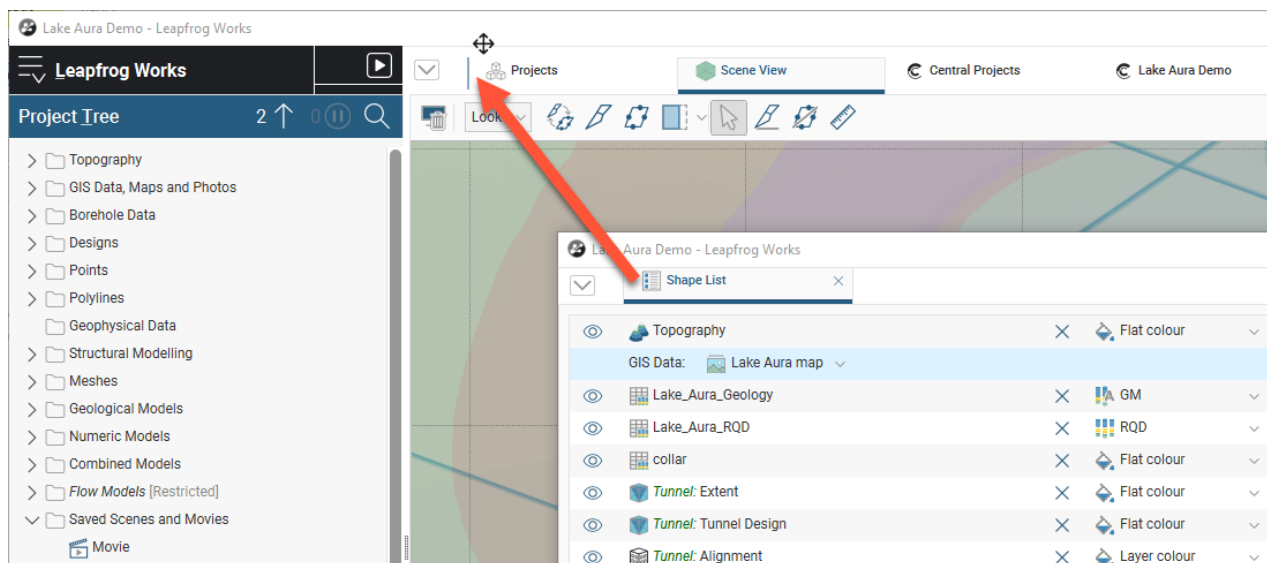 Lake Aura Demo - Leapfrog Works
Leapfrog Works
Projects
Scene View
Central Projects
Lake Aura Demo
Project Tree
2
0
Look
Topography
GIS Data, Maps and Photos
Borehole Data
Designs
Points
Polylines
Geophysical Data
Structural Modelling
Meshes
Geological Models
Numeric Models
Combined Models
Flow Models [Restricted]
Saved Scenes and Movies
Movie
Aura Demo - Leapfrog Works
Shape List
Topography
Flat colour
GIS Data:
Lake Aura map
Lake_Aura_Geology
GM
Lake_Aura_RQD
RQD
collar
Flat colour
Tunnel: Extent
Flat colour
Tunnel: Tunnel Design
Flat colour
Tunnel: Alignment
Layer colour